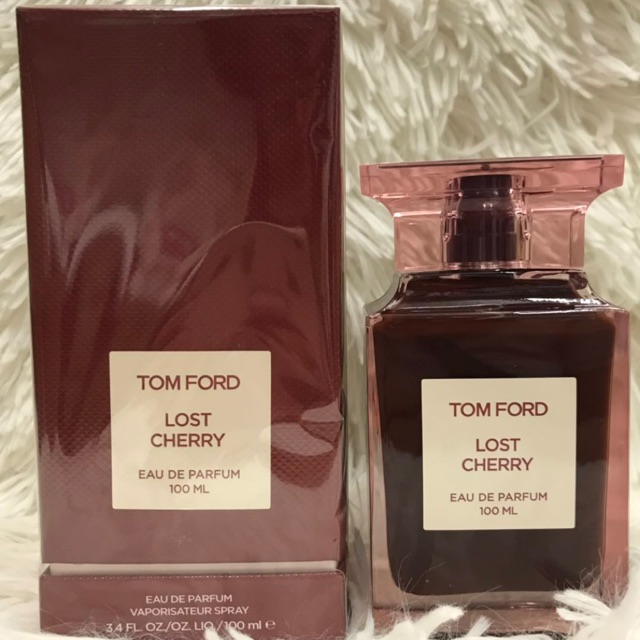 TOM FORD
LOST
CHERRY
EAU DE PARFUM
100 ML
EAU DE PARFUM
VAPORISATEUR SPRAY
3.4 FL. OZ./OZ. LIQ./100 ml e
TOM FORD
LOST
CHERRY
EAU DE PARFUM
100 ML